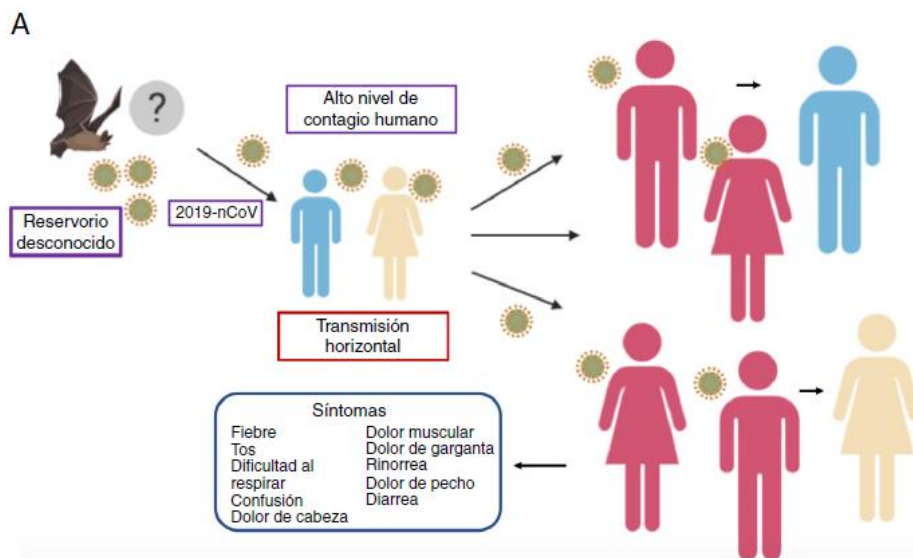 A
?
Alto nivel de
contagio humano
Reservorio
desconocido
2019-nCoV
Transmisión
horizontal
Síntomas
Fiebre
Tos
Dificultad al
respirar
Confusión
Dolor de cabeza
Dolor muscular
Dolor de garganta
Rinorrea
Dolor de pecho
Diarrea